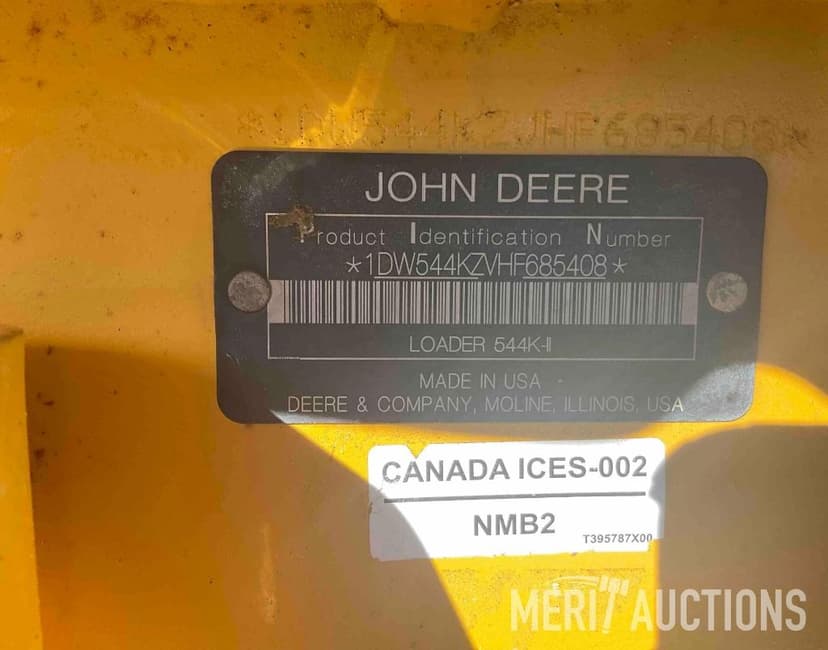 *1DW544KZVHF685408*
JOHN DEERE
Product Identification Number
*1DW544KZVHF685408*
LOADER 544K-II
MADE IN USA
DEERE & COMPANY, MOLINE, ILLINOIS, USA
CANADA ICES-002
NMB2
T395787X00
MERIT AUCTIONS